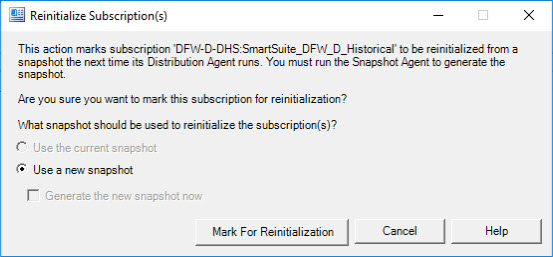 Reinitialize Subscription(s)
This action marks subscription 'DFW-D-DHS:SmartSuite_DFW_D_Historical' to be reinitialized from a
snapshot the next time its Distribution Agent runs. You must run the Snapshot Agent to generate the
snapshot.
Are you sure you want to mark this subscription for reinitialization?
What snapshot should be used to reinitialize the subscription(s)?
Use the current snapshot
Use a new snapshot
Generate the new snapshot now
Mark For Reinitialization
Cancel
Help